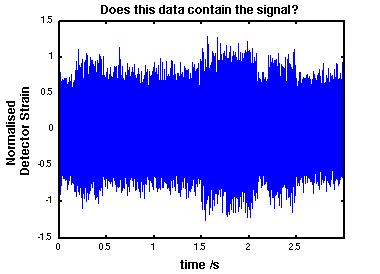 Does this data contain the signal?
1.5
1
0.5
0
-0.5
-1
-1.5
Normalised
Detector Strain
0 0.5 1 1.5 2 2.5
time /s